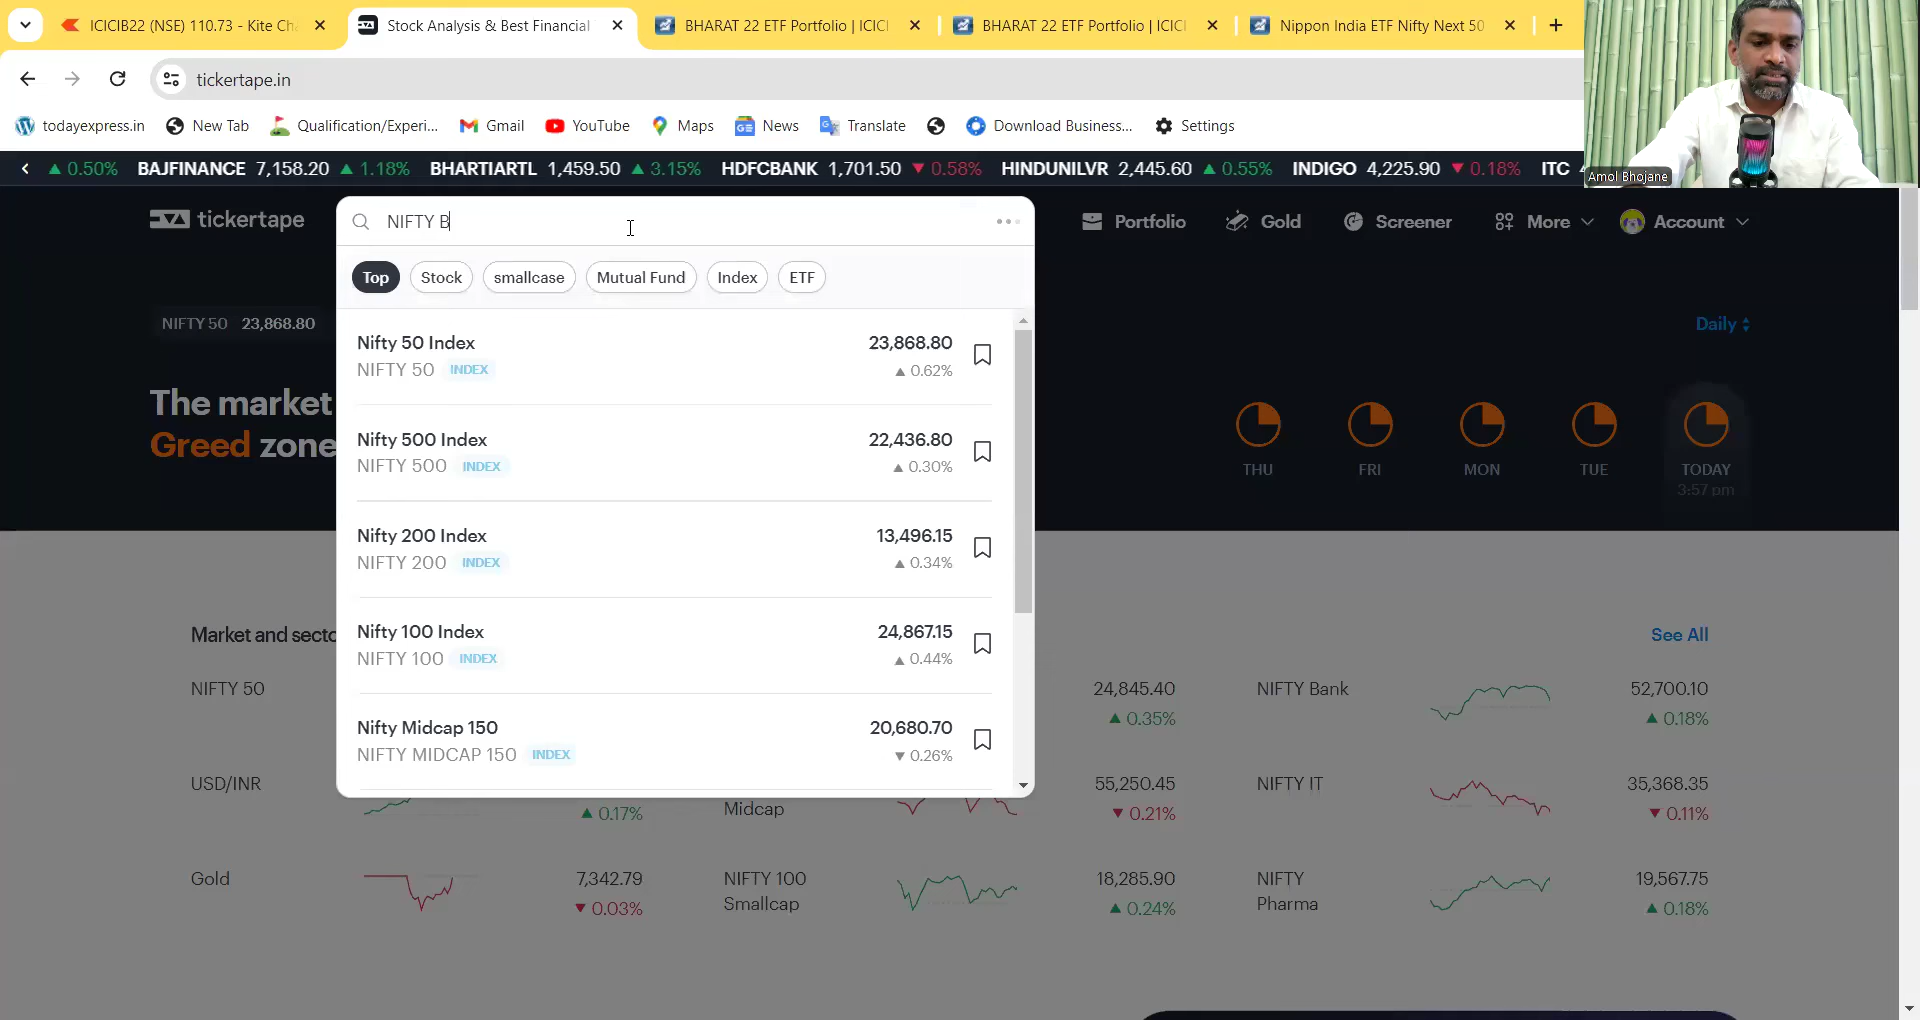 ICICIB22 (NSE) 110.73 - Kite Cha
Stock Analysis & Best Financial
BHARAT 22 ETF Portfolio | ICICI
BHARAT 22 ETF Portfolio | ICICI
Nippon India ETF Nifty Next 50
tickertape.in
todayexpress.in
New Tab
Qualification/Experi...
Gmail
YouTube
Maps
News
Translate
Download Business...
Settings
▲ 0.50% BAJFINANCE 7,158.20 ▲ 1.18% BHARTIARTL 1,459.50 ▲ 3.15% HDFCBANK 1,701.50 ▼ 0.58% HINDUNILVR 2,445.60 ▲ 0.55% INDIGO 4,225.90 ▼ 0.18% ITC
Amol Bhojane
tickertape
NIFTY B
Portfolio
Gold
Screener
More
Account
Top
Stock
smallcase
Mutual Fund
Index
ETF
NIFTY 50 23,868.80
Daily
The market
Greed zone
THU
FRI
MON
TUE
TODAY
3:57 pm
Nifty 50 Index 23,868.80
NIFTY 50 INDEX ▲ 0.62%
Nifty 500 Index 22,436.80
NIFTY 500 INDEX ▲ 0.30%
Nifty 200 Index 13,496.15
NIFTY 200 INDEX ▲ 0.34%
Nifty 100 Index 24,867.15
NIFTY 100 INDEX ▲ 0.44%
Nifty Midcap 150 20,680.70
NIFTY MIDCAP 150 INDEX ▼ 0.26%
Market and secto
See All
NIFTY 50
24,845.40
▲ 0.35%
NIFTY Bank
52,700.10
▲ 0.18%
USD/INR
▲ 0.17%
Midcap
55,250.45
▼ 0.21%
NIFTY IT
35,368.35
▼ 0.11%
Gold
7,342.79
▼ 0.03%
NIFTY 100
Smallcap
18,285.90
▲ 0.24%
NIFTY
Pharma
19,567.75
▲ 0.18%